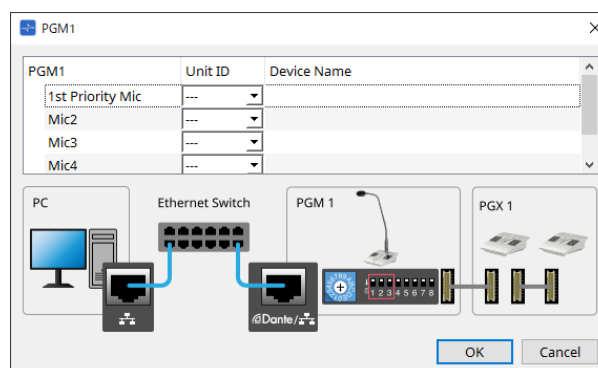 PGM1
PGM1 Unit ID Device Name
1st Priority Mic ---
Mic2 ---
Mic3 ---
Mic4 ---
PC Ethernet Switch PGM 1 PGX 1
1 2 3 4 5 6 7 8
Dante/
OK Cancel